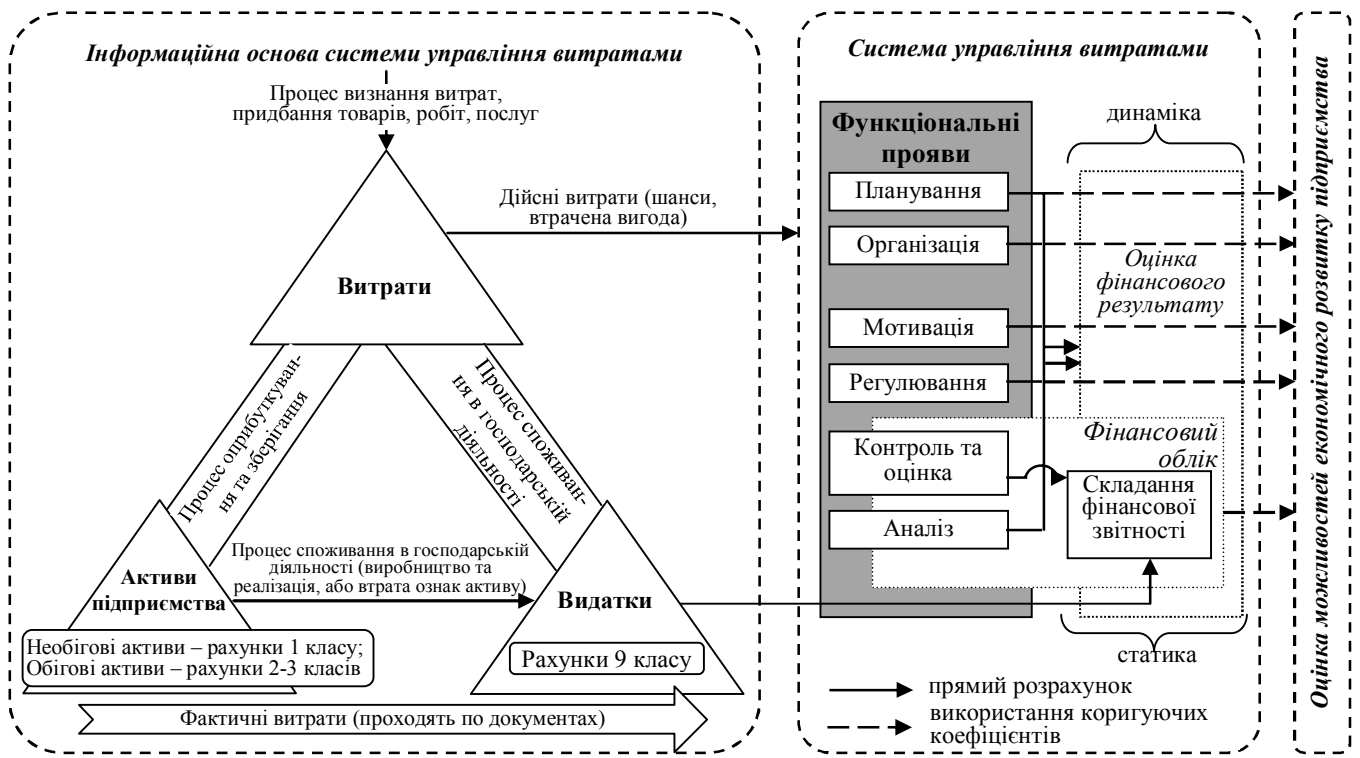 Інформаційна основа системи управління витратами
Процес визнання витрат,
придбання товарів, робіт, послуг
Дійсні витрати (шанси,
втрачена вигода)
Витрати
Процес оприбуткуван-
ня та зберігання
Процес споживан-
ня в господарській
діяльності
Процес споживання в господарській
діяльності (виробництво та
реалізація, або втрата ознак активу)
Активи
підприємства
Видатки
Необігові активи – рахунки 1 класу;
Обігові активи – рахунки 2-3 класів
Рахунки 9 класу
Фактичні витрати (проходять по документах)
Система управління витратами
Функціональні
прояви
динаміка
Планування
Організація
Мотивація
Регулювання
Контроль та
оцінка
Аналіз
Оцінка
фінансового
результату
Фінансовий
облік
Складання
фінансової
звітності
статика
прямий розрахунок
використання коригуючих
коефіцієнтів
Оцінка можливостей економічного розвитку підприємства